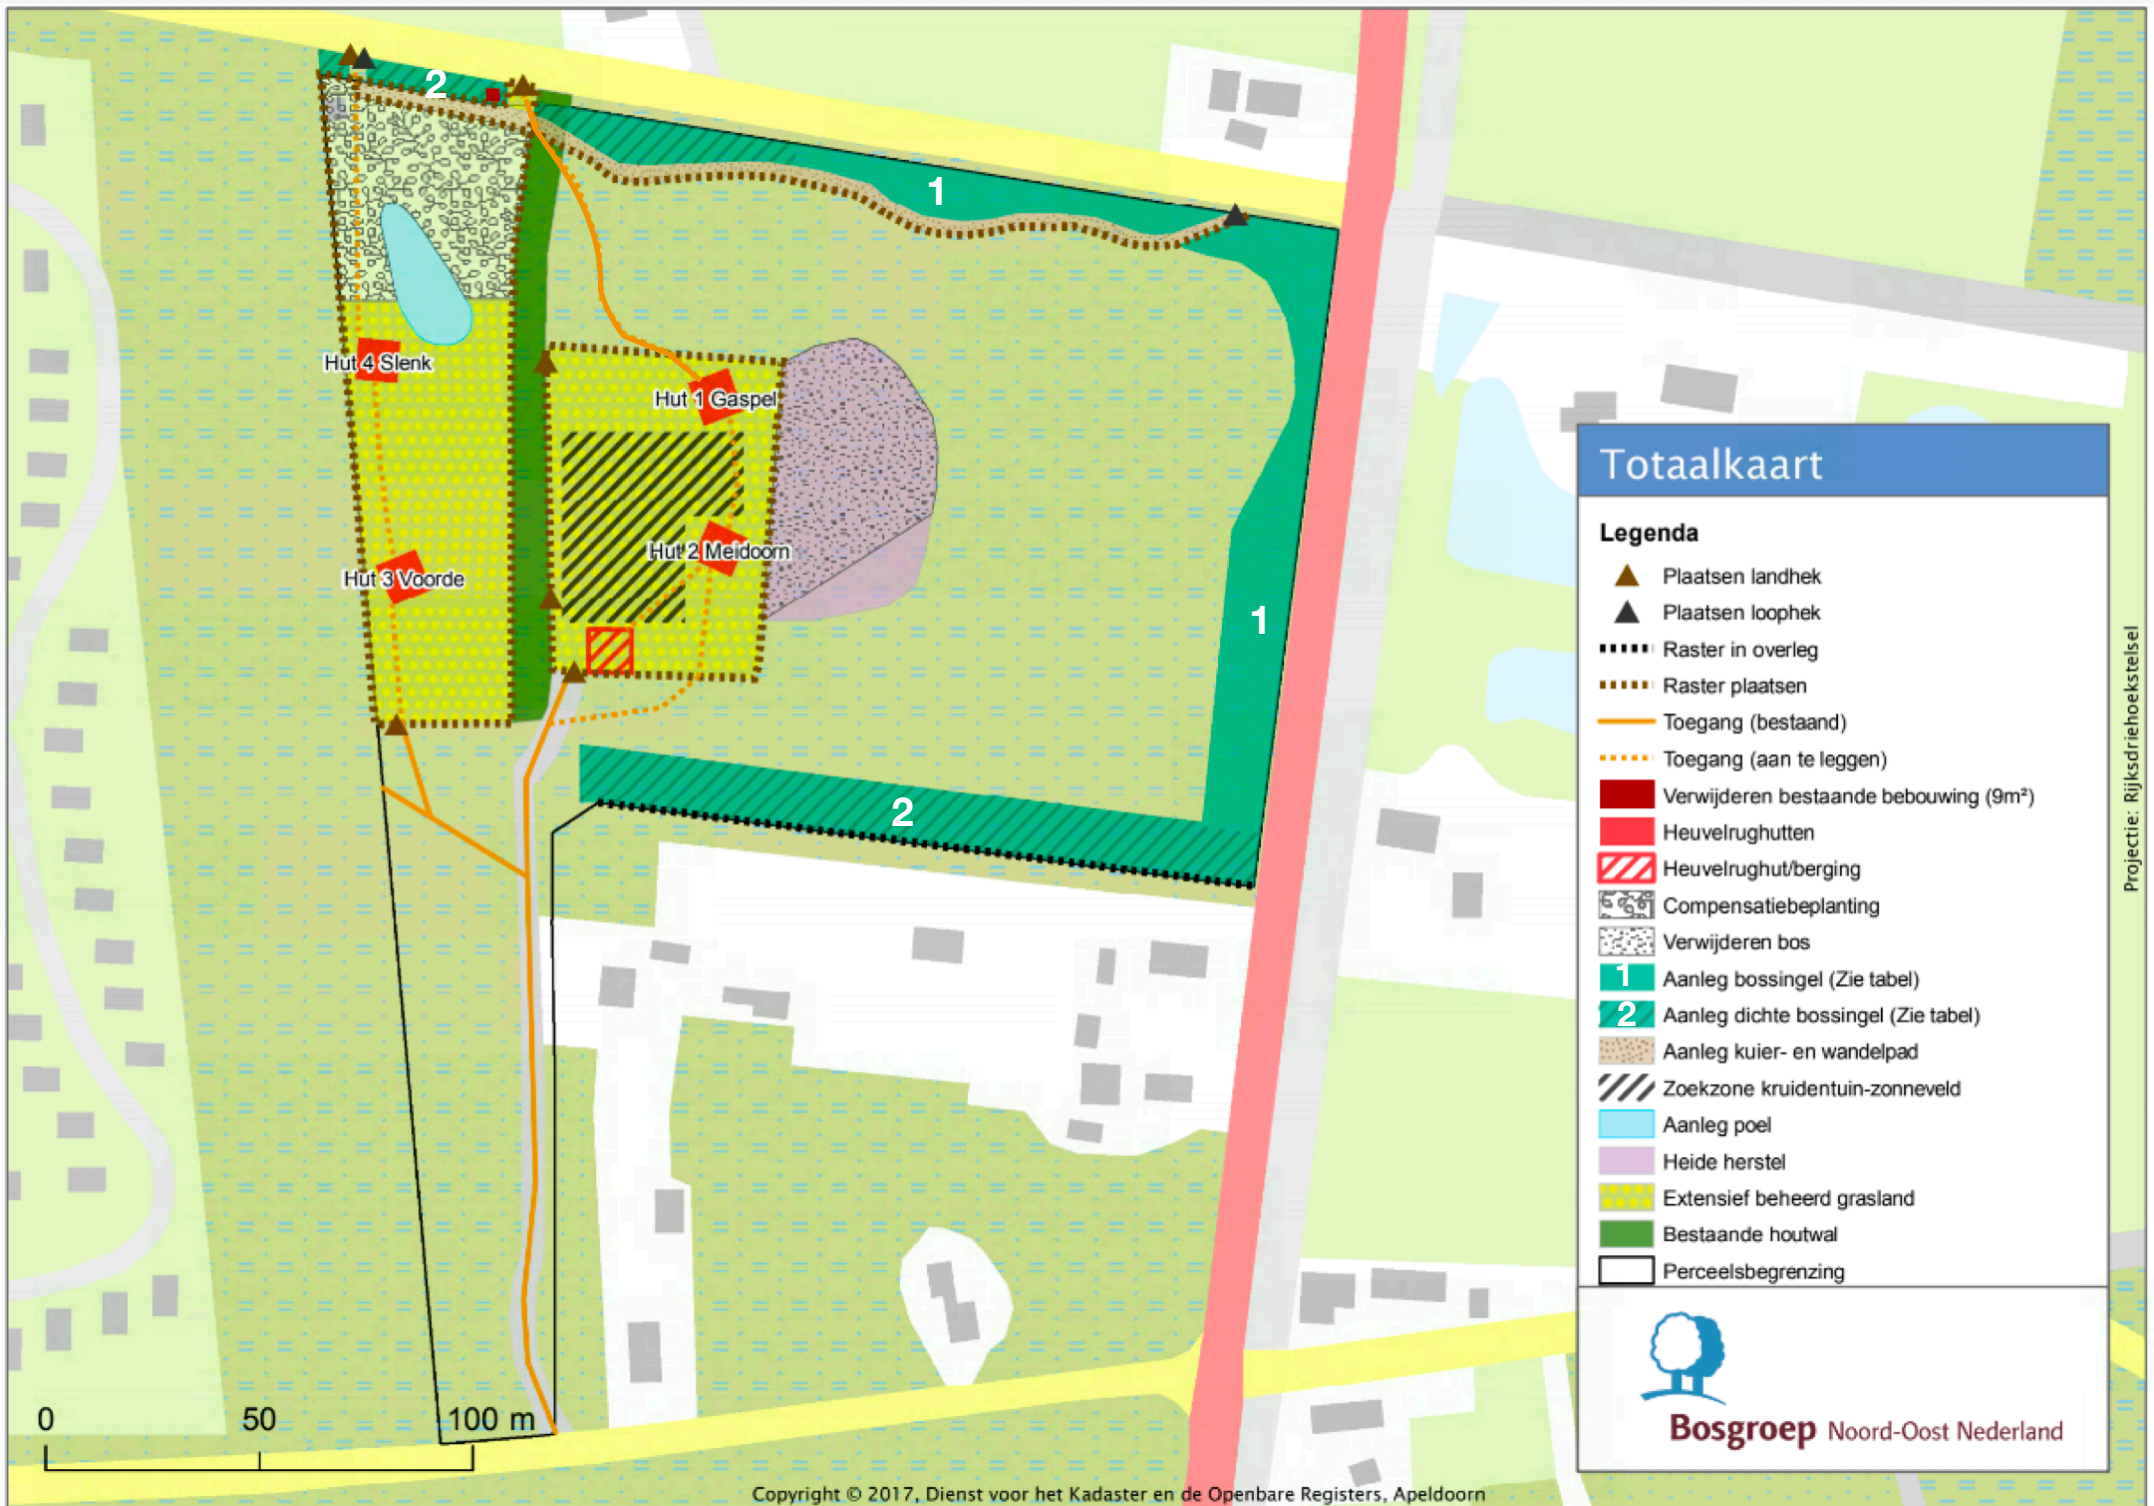 2
1
Hut 4 Slenk
Hut 1 Gaspel
Hut 2 Meidoorn
Hut 3 Voorde
1
2
Totaalkaart
Legenda
Plaatsen landhek
Plaatsen loophek
Raster in overleg
Raster plaatsen
Toegang (bestaand)
Toegang (aan te leggen)
Verwijderen bestaande bebouwing (9m²)
Heuvelrughutten
Heuvelrughut/berging
Compensatiebeplanting
Verwijderen bos
1 Aanleg bossingel (Zie tabel)
2 Aanleg dichte bossingel (Zie tabel)
Aanleg kuier- en wandelpad
Zoekzone kruidentuin-zonneveld
Aanleg poel
Heide herstel
Extensief beheerd grasland
Bestaande houtwal
Perceelsbegrenzing
Bosgroep Noord-Oost Nederland
Projectie: Rijksdriehoekstelsel
0 50 100 m
Copyright © 2017, Dienst voor het Kadaster en de Openbare Registers, Apeldoorn